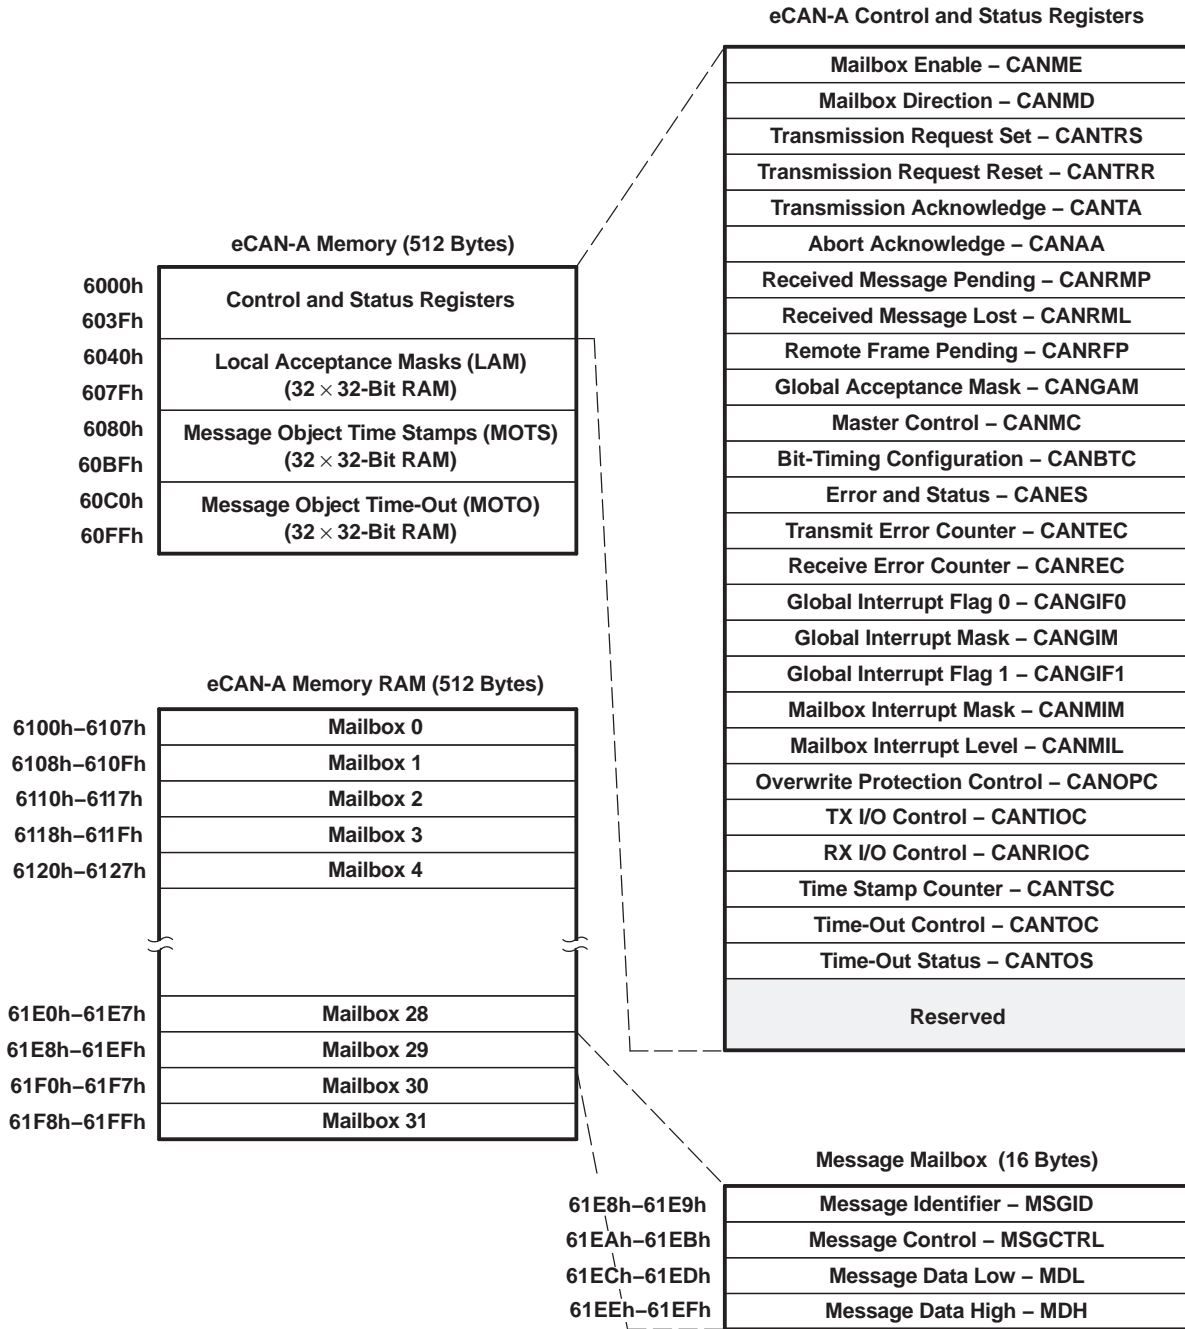 eCAN-A Control and Status Registers
Mailbox Enable – CANME
Mailbox Direction – CANMD
Transmission Request Set – CANTRS
Transmission Request Reset – CANTRR
Transmission Acknowledge – CANTA
Abort Acknowledge – CANAA
Received Message Pending – CANRMP
Received Message Lost – CANRML
Remote Frame Pending – CANRFP
Global Acceptance Mask – CANGAM
Master Control – CANMC
Bit-Timing Configuration – CANBTC
Error and Status – CANES
Transmit Error Counter – CANTEC
Receive Error Counter – CANREC
Global Interrupt Flag 0 – CANGIF0
Global Interrupt Mask – CANGIM
Global Interrupt Flag 1 – CANGIF1
Mailbox Interrupt Mask – CANMIM
Mailbox Interrupt Level – CANMIL
Overwrite Protection Control – CANOPC
TX I/O Control – CANTIOC
RX I/O Control – CANRIOC
Time Stamp Counter – CANTSC
Time-Out Control – CANTOC
Time-Out Status – CANTOS
Reserved
eCAN-A Memory (512 Bytes)
6000h
Control and Status Registers
603Fh
6040h
Local Acceptance Masks (LAM)
607Fh
(32 × 32-Bit RAM)
6080h
Message Object Time Stamps (MOTS)
60BFh
(32 × 32-Bit RAM)
60C0h
Message Object Time-Out (MOTO)
60FFh
(32 × 32-Bit RAM)
eCAN-A Memory RAM (512 Bytes)
6100h–6107h Mailbox 0
6108h–610Fh Mailbox 1
6110h–6117h Mailbox 2
6118h–611Fh Mailbox 3
6120h–6127h Mailbox 4
61E0h–61E7h Mailbox 28
61E8h–61EFh Mailbox 29
61F0h–61F7h Mailbox 30
61F8h–61FFh Mailbox 31
Message Mailbox (16 Bytes)
61E8h–61E9h Message Identifier – MSGID
61EAh–61EBh Message Control – MSGCTRL
61ECh–61EDh Message Data Low – MDL
61EEh–61EFh Message Data High – MDH